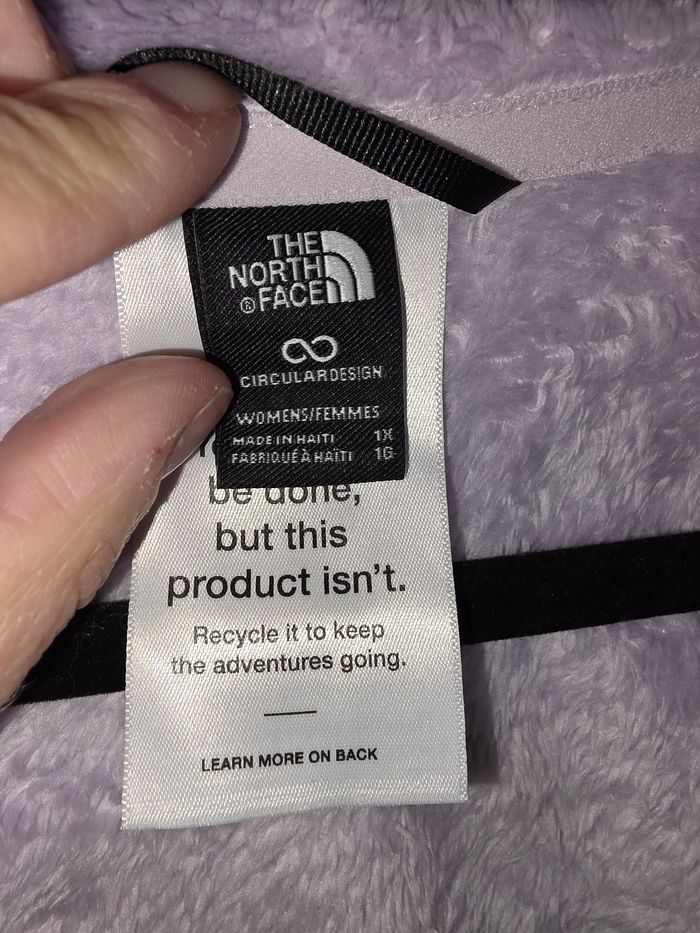 THE
NORTH
® FACE
CIRCULARDESIGN
WOMENS/FEMMES
MADE IN HAITI 1X
FABRIQUÉ À HAÏTI 1G
be done,
but this
product isn't.
Recycle it to keep
the adventures going.
LEARN MORE ON BACK